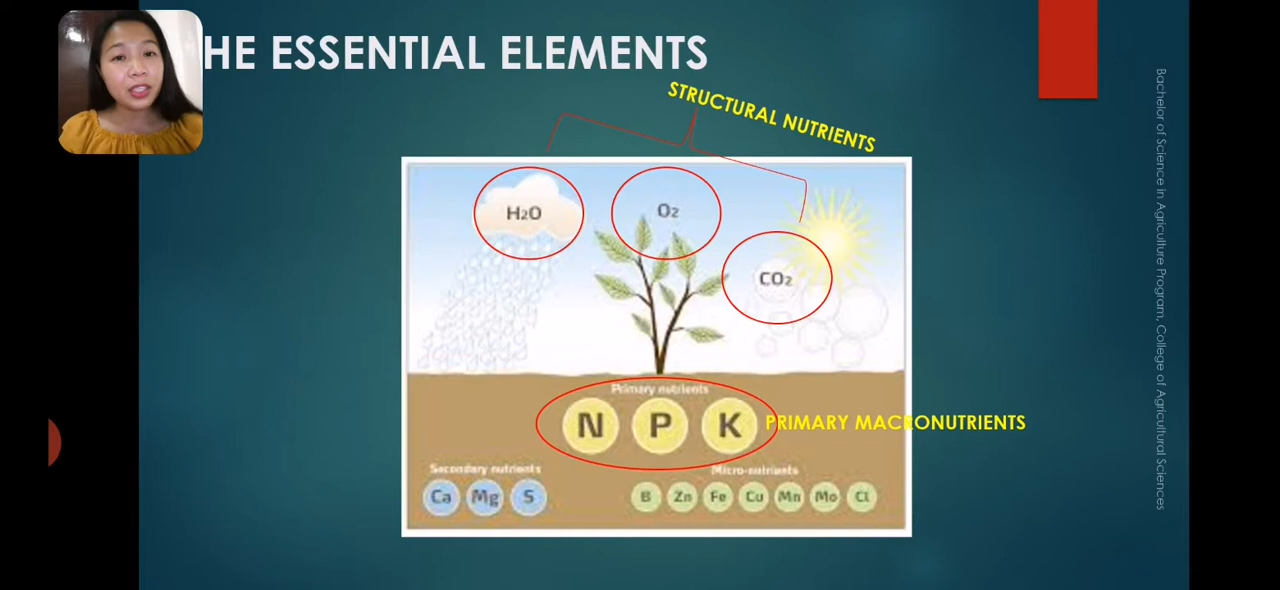 HE ESSENTIAL ELEMENTS
STRUCTURAL NUTRIENTS
H2O
O2
CO2
Primary nutrients
N P K
PRIMARY MACRONUTRIENTS
Secondary nutrients
Ca Mg S
Micro-nutrients
B Zn Fe Cu Mn Mo Cl
Bachelor of Science in Agriculture Program, College of Agricultural Sciences